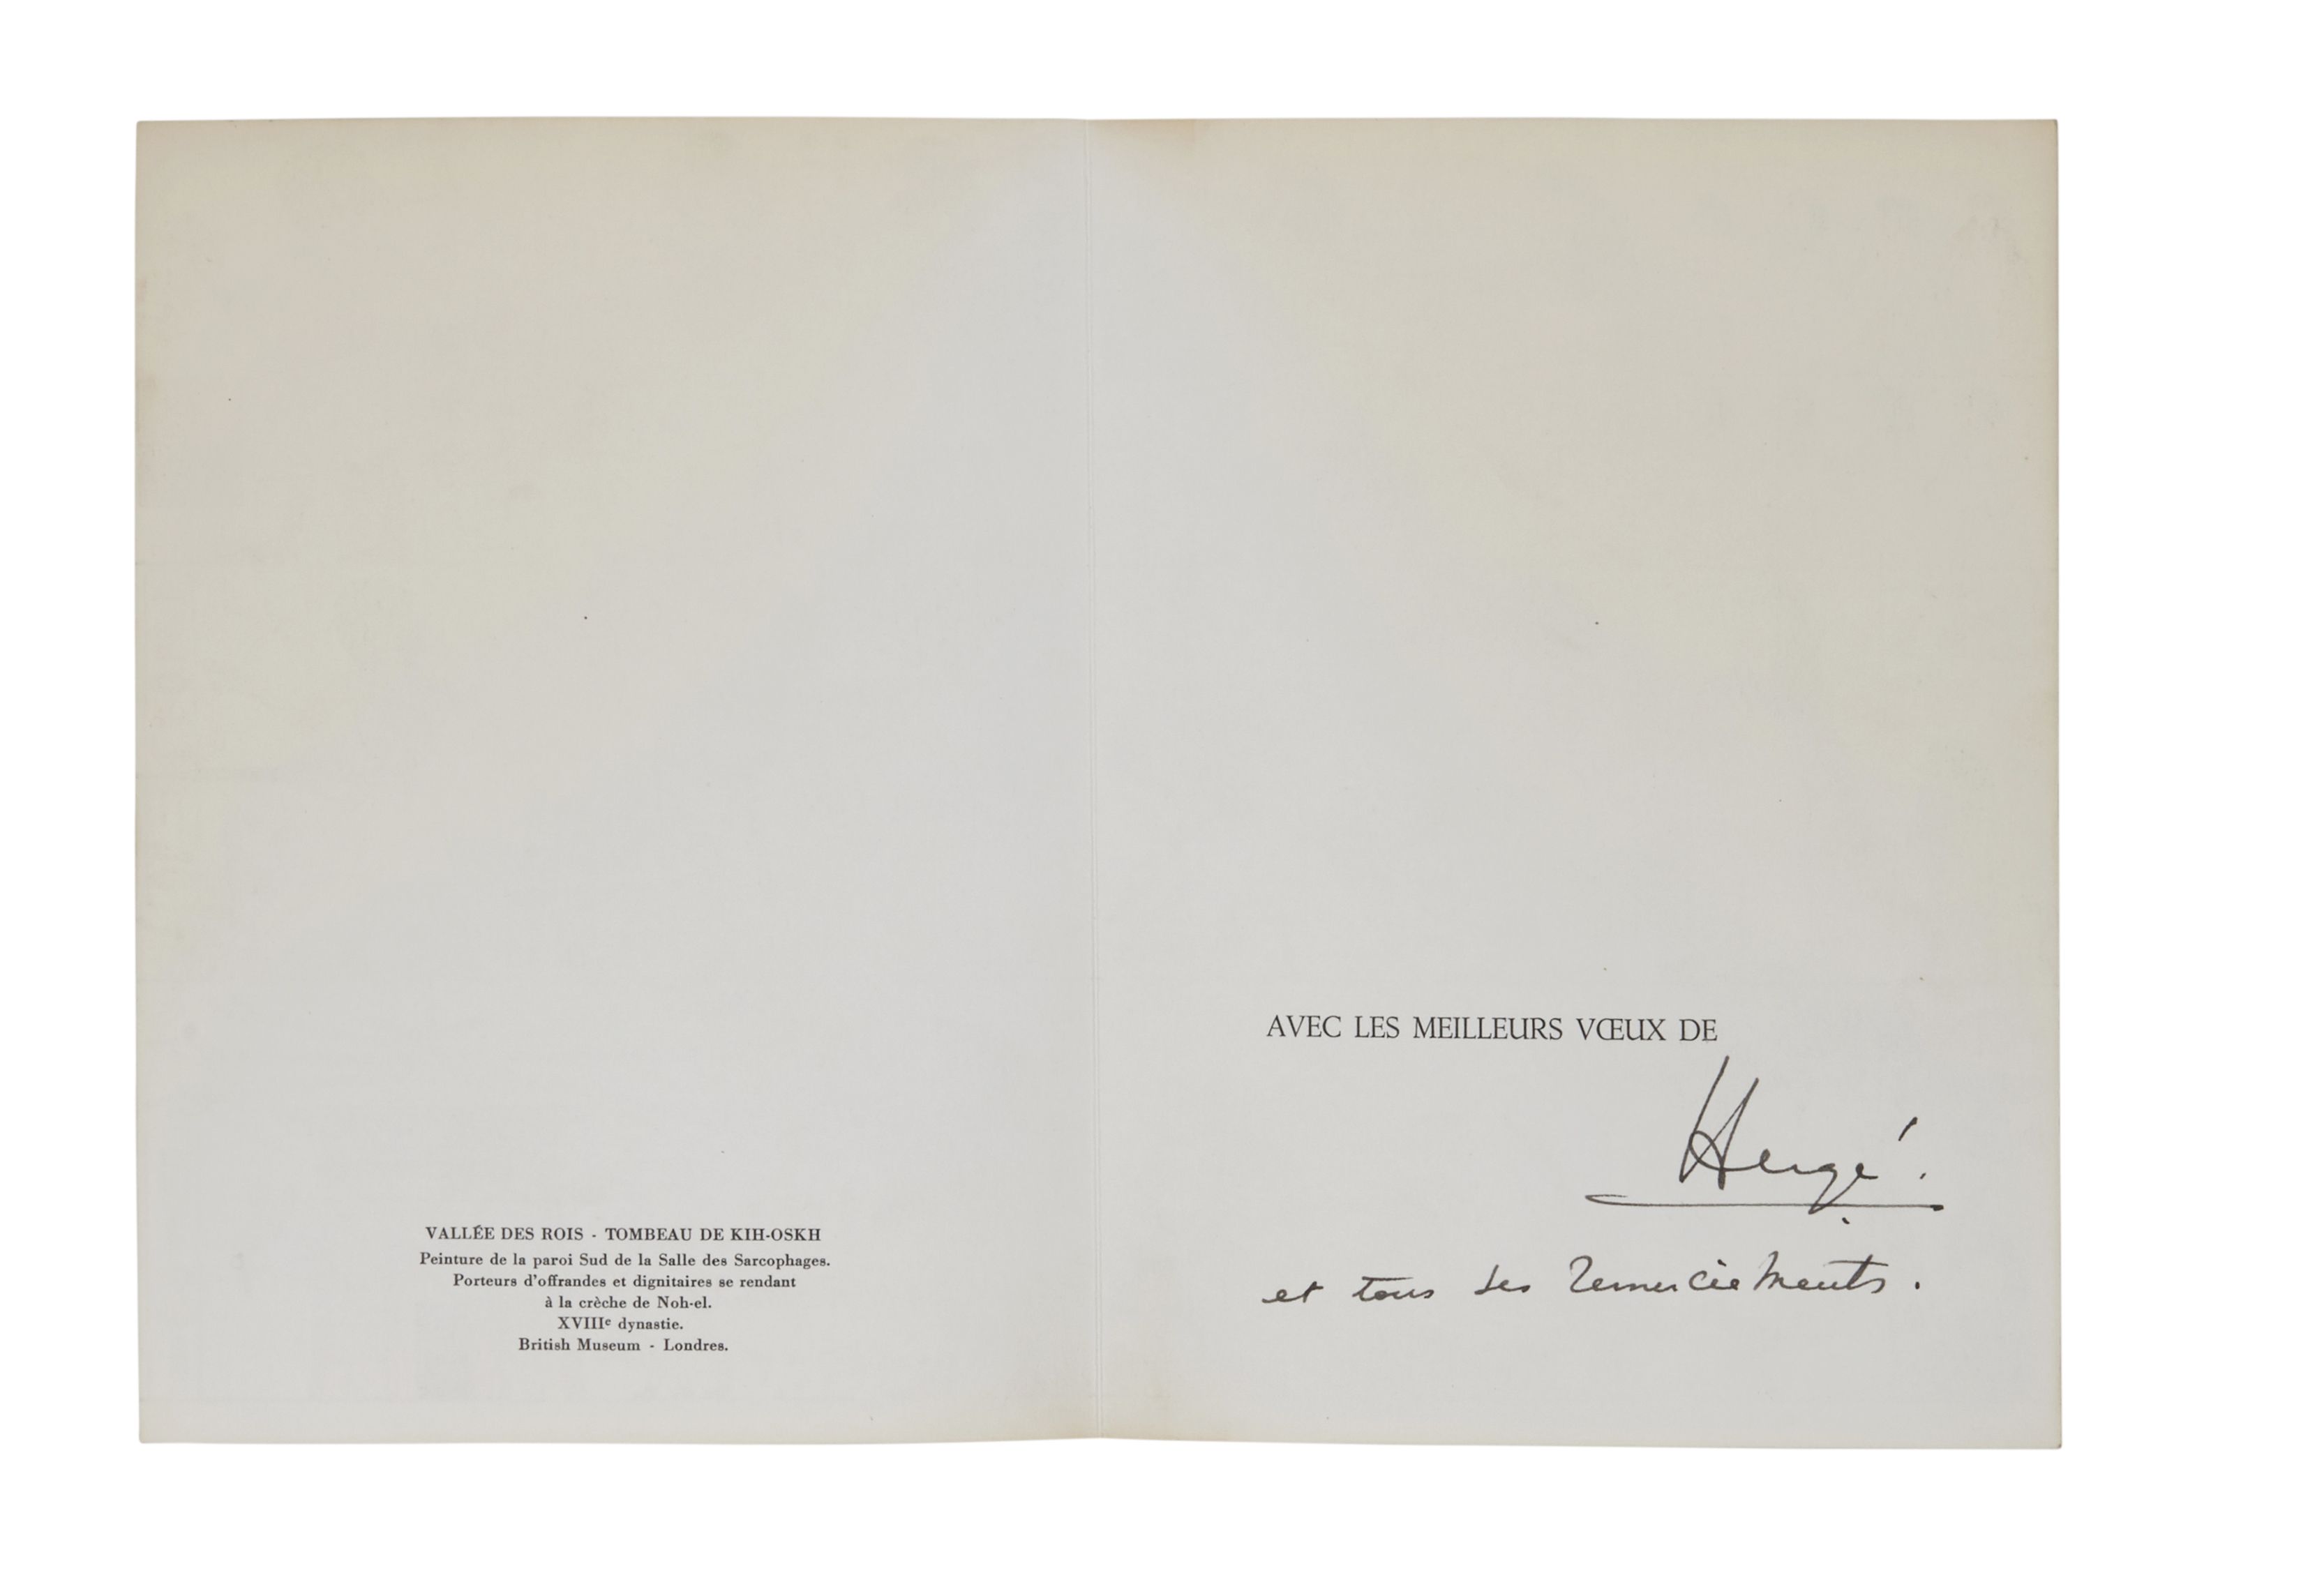 VALLÉE DES ROIS - TOMBEAU DE KIH-OSKH
Peinture de la paroi Sud de la Salle des Sarcophages.
Porteurs d'offrandes et dignitaires se rendant
à la crèche de Noh-el.
XVIIIe dynastie.
British Museum - Londres.
AVEC LES MEILLEURS VŒUX DE
Hergé.
et tous ses remerciements.